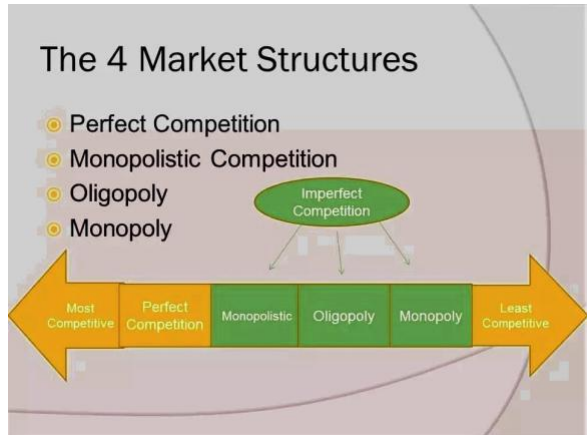 The 4 Market Structures
Perfect Competition
Monopolistic Competition
Oligopoly
Monopoly
Imperfect
Competition
Most
Competitive
Perfect
Competition
Monopolistic
Oligopoly
Monopoly
Least
Competitive